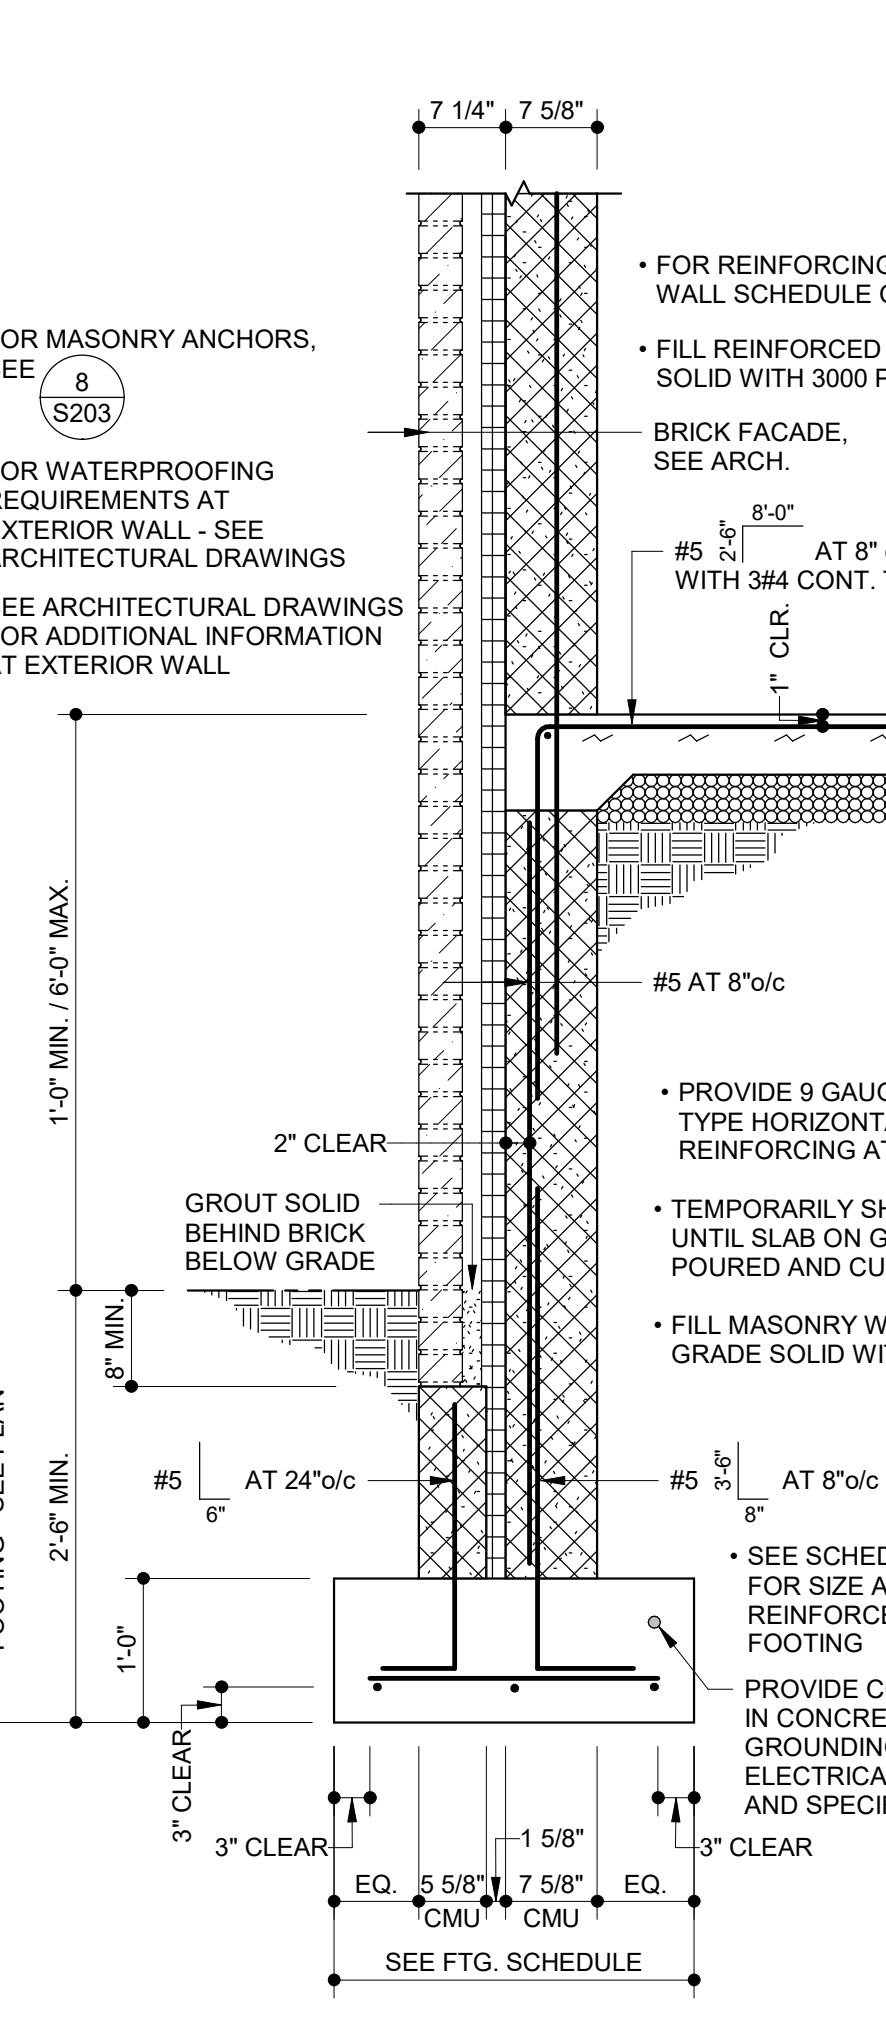 7 1/4" 7 5/8"
• FOR REINFORCING
WALL SCHEDULE
• FILL REINFORCED
SOLID WITH 3000
BRICK FACADE,
SEE ARCH.
OR MASONRY ANCHORS,
EE
8
S203
OR WATERPROOFING
REQUIREMENTS AT
EXTERIOR WALL - SEE
ARCHITECTURAL DRAWINGS
EE ARCHITECTURAL DRAWINGS
OR ADDITIONAL INFORMATION
AT EXTERIOR WALL
8'-0"
2'-6"
#5 AT 8"
WITH 3#4 CONT.
1" CLR.
1'-0" MIN. / 6'-0" MAX.
#5 AT 8"o/c
2" CLEAR
• PROVIDE 9 GAUG
TYPE HORIZONTA
REINFORCING AT
GROUT SOLID
BEHIND BRICK
BELOW GRADE
• TEMPORARILY SH
UNTIL SLAB ON G
POURED AND CU
• FILL MASONRY W
GRADE SOLID WI
8" MIN.
2'-6" MIN.
#5 AT 24"o/c
6"
#5 3'-6" AT 8"o/c
8"
• SEE SCHED
FOR SIZE A
REINFORCE
FOOTING
1'-0"
3" CLEAR
PROVIDE CO
IN CONCRE
GROUNDING
ELECTRICA
AND SPECI
1 5/8"
3" CLEAR
3" CLEAR
EQ. 5 5/8" 7 5/8" EQ.
CMU CMU
SEE FTG. SCHEDULE